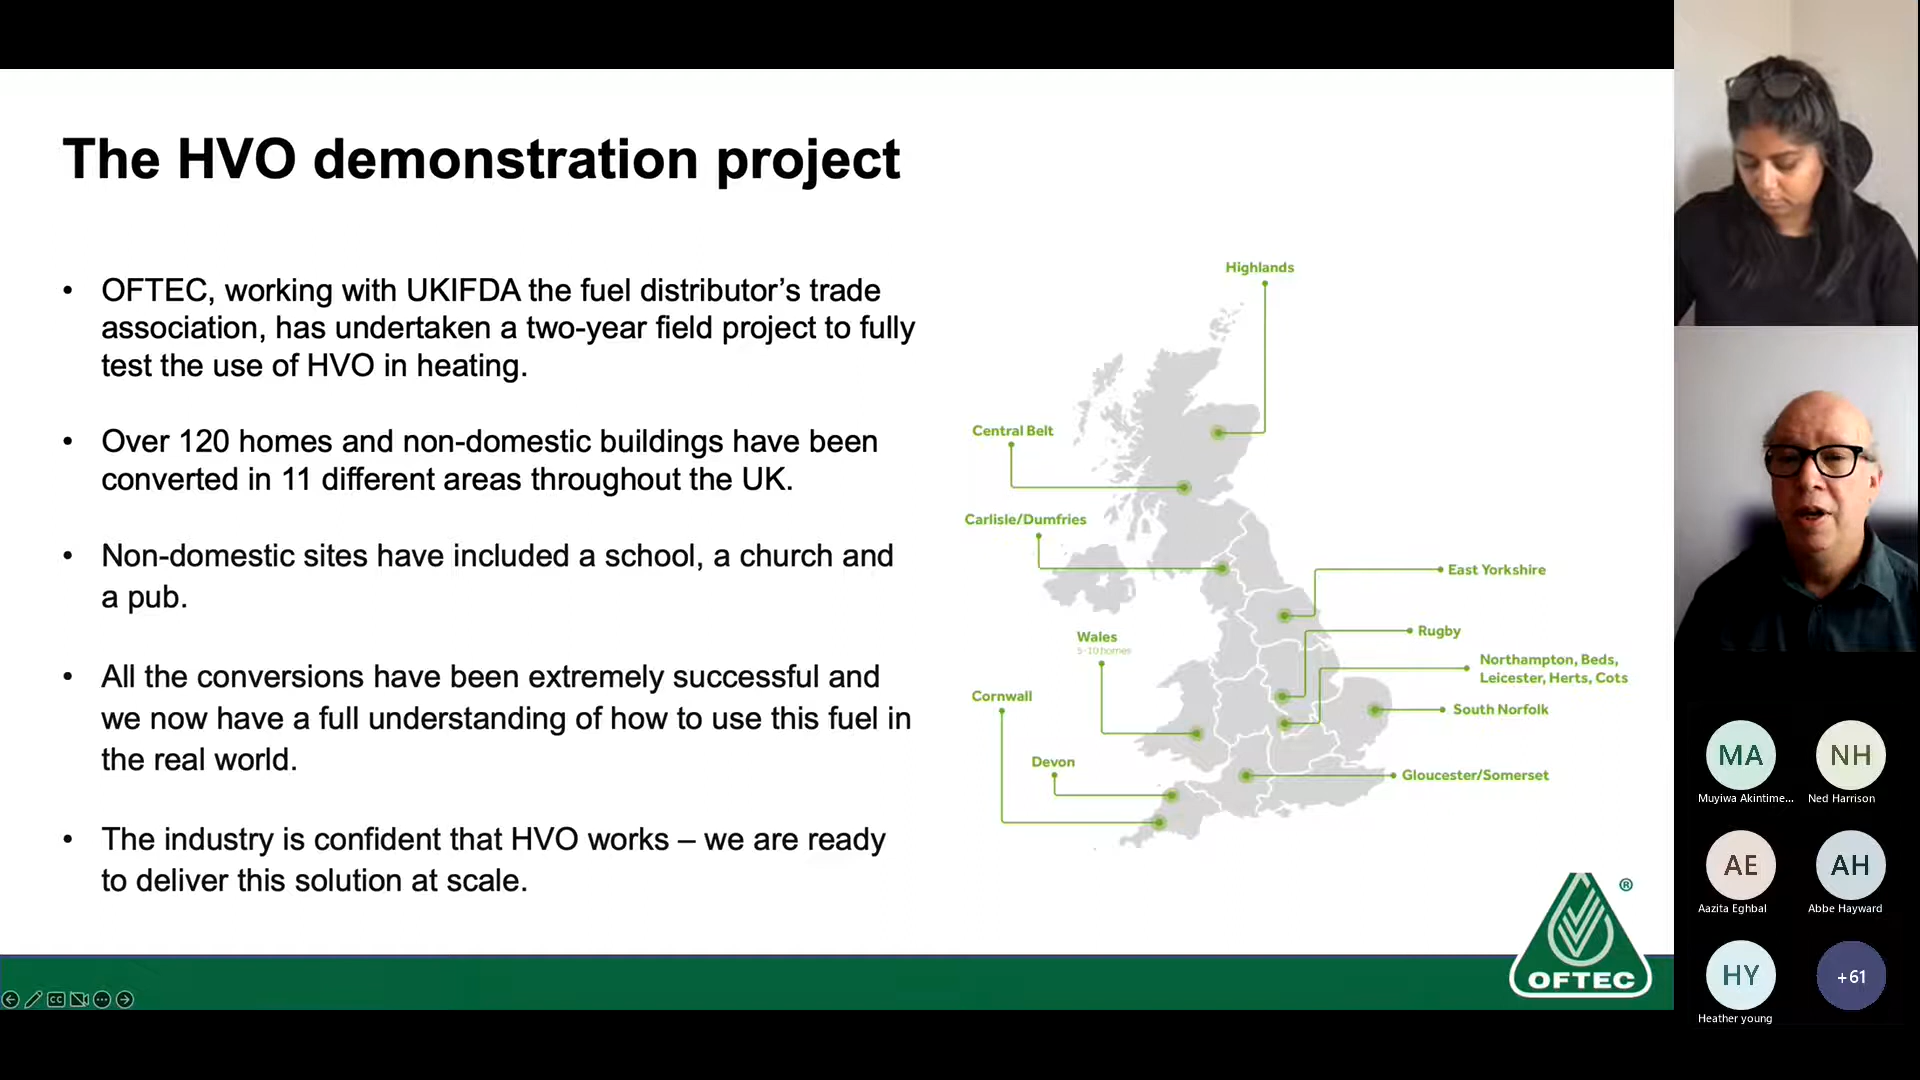 The HVO demonstration project
• OFTEC, working with UKIFDA the fuel distributor’s trade
association, has undertaken a two-year field project to fully
test the use of HVO in heating.
• Over 120 homes and non-domestic buildings have been
converted in 11 different areas throughout the UK.
• Non-domestic sites have included a school, a church and
a pub.
• All the conversions have been extremely successful and
we now have a full understanding of how to use this fuel in
the real world.
• The industry is confident that HVO works – we are ready
to deliver this solution at scale.
Highlands
Central Belt
Carlisle/Dumfries
East Yorkshire
Rugby
Wales
5-10 homes
Northampton, Beds,
Leicester, Herts, Cots
Cornwall
South Norfolk
Devon
Gloucester/Somerset
®
OFTEC
CC
MA
Muyiwa Akintime...
NH
Ned Harrison
AE
Aazita Eghbal
AH
Abbe Hayward
HY
Heather young
+61